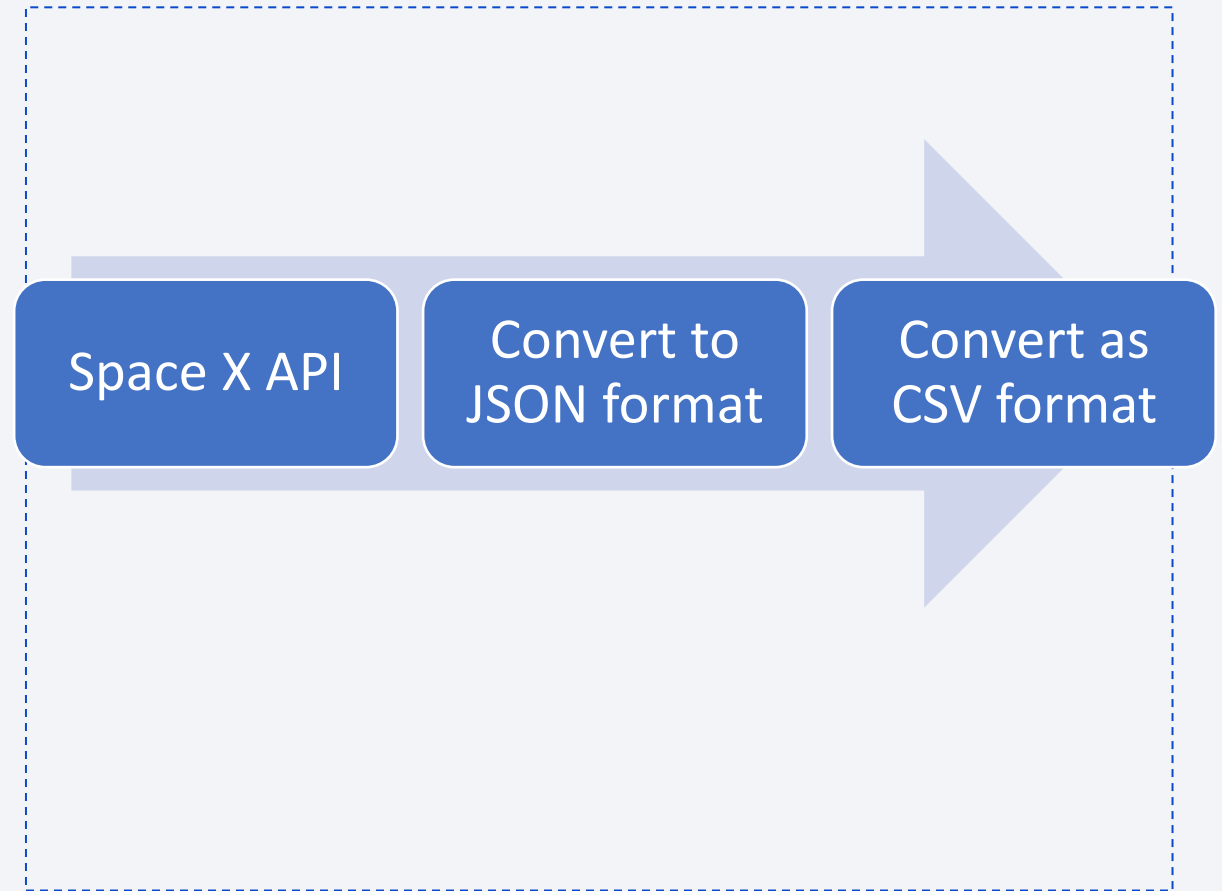 Space X API
Convert to
JSON format
Convert as
CSV format